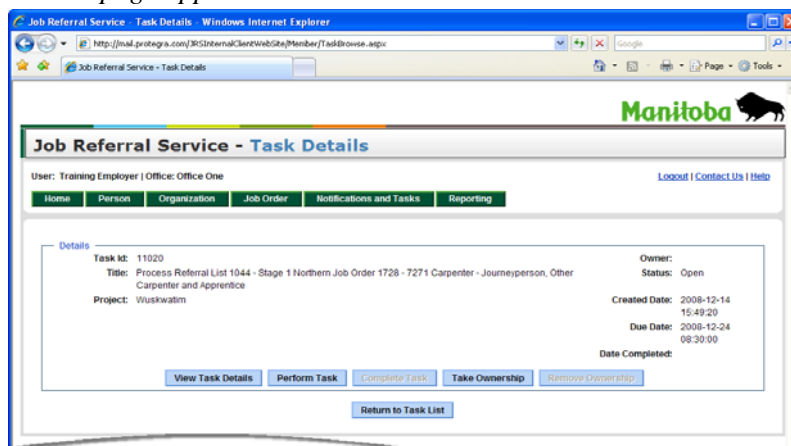 Job Referral Service - Task Details - Windows Internet Explorer
http://mail.protegra.com/JRSInternalClientWebSite/Member/TaskBrowse.aspx
Google
Job Referral Service - Task Details
Page
Tools
Manitoba
Job Referral Service - Task Details
User: Training Employer | Office: Office One
Logout | Contact Us | Help
Home Person Organization Job Order Notifications and Tasks Reporting
Details
Task Id: 11020 Owner:
Title: Process Referral List 1044 - Stage 1 Northern Job Order 1728 - 7271 Carpenter - Journeyperson, Other Status: Open
Carpenter and Apprentice
Project: Wuskwatim Created Date: 2008-12-14
15:49:20
Due Date: 2008-12-24
08:30:00
Date Completed:
View Task Details Perform Task Complete Task Take Ownership Remove Ownership
Return to Task List